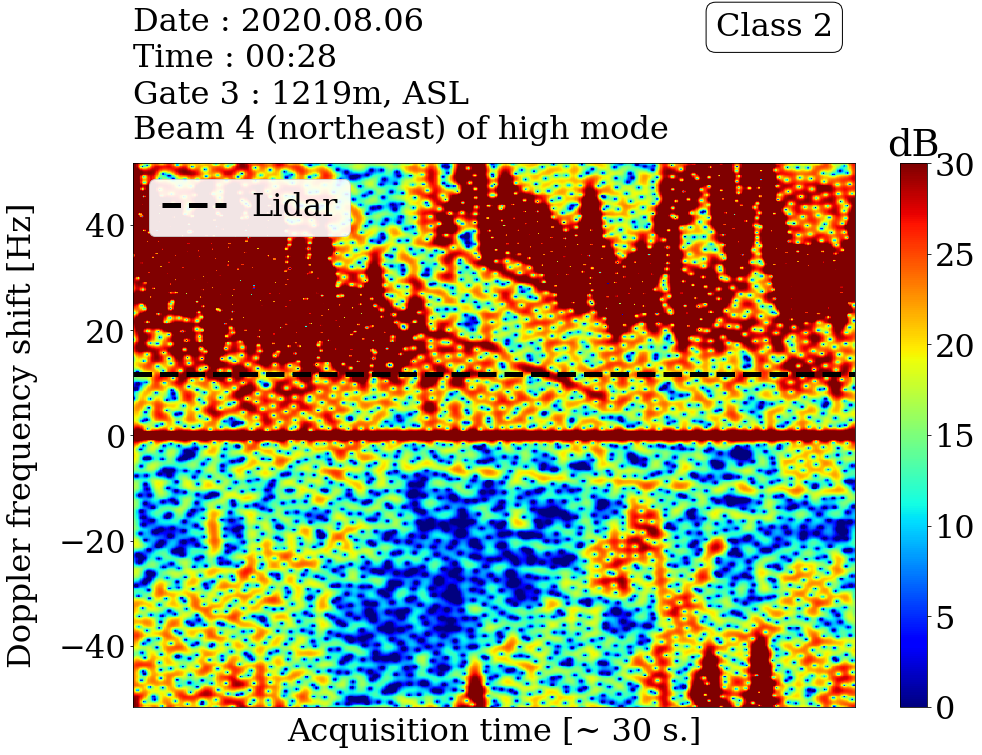 Date : 2020.08.06
Time : 00:28
Gate 3 : 1219m, ASL
Beam 4 (northeast) of high mode
Class 2
dB
Lidar
Doppler frequency shift [Hz]
40
20
0
−20
−40
Acquisition time [~ 30 s.]
30
25
20
15
10
5
0